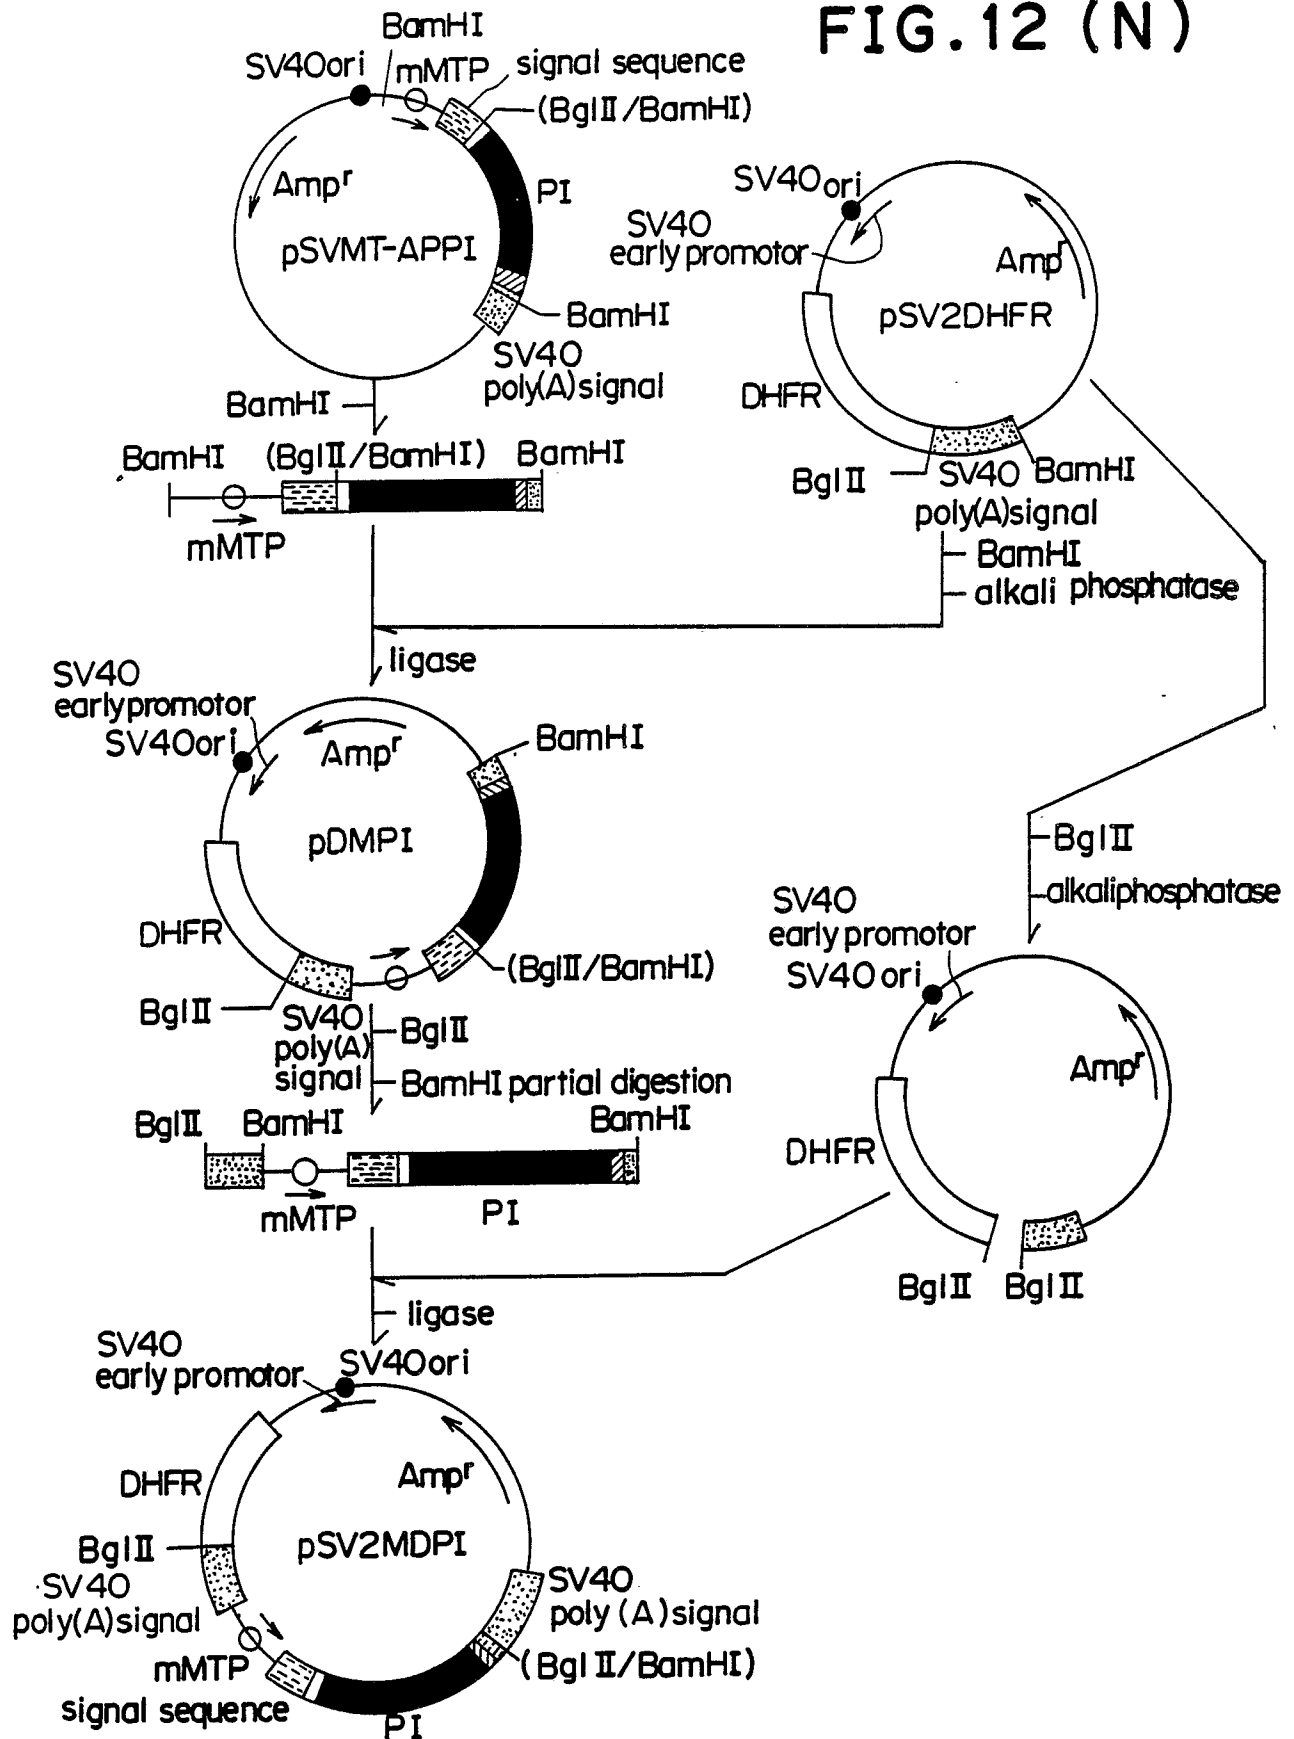 FIG.12 (N)
BamHI
SV40ori
mMTP
signal sequence
(BglII/BamHI)
Ampr
PI
pSVMT-APPI
BamHI
SV40
poly(A)signal
BamHI
SV40ori
SV40
early promotor
Ampr
pSV2DHFR
DHFR
BglII
SV40
poly(A)signal
BamHI
BamHI
alkali phosphatase
BamHI
(BglII/BamHI)
BamHI
mMTP
ligase
SV40
earlypromotor
SV40ori
Ampr
BamHI
pDMPI
DHFR
(BglII/BamHI)
BglII
SV40
poly(A)
signal
BglII
BamHI partial digestion
BglII
alkaliphosphatase
SV40
early promotor
SV40 ori
Ampr
DHFR
BglII
BglII
BglII
BamHI
BamHI
mMTP
PI
ligase
SV40
early promotor
SV40ori
DHFR
Ampr
BglII
pSV2MDPI
SV40
poly(A)signal
SV40
poly (A)signal
(BglII/BamHI)
mMTP
signal sequence
PI